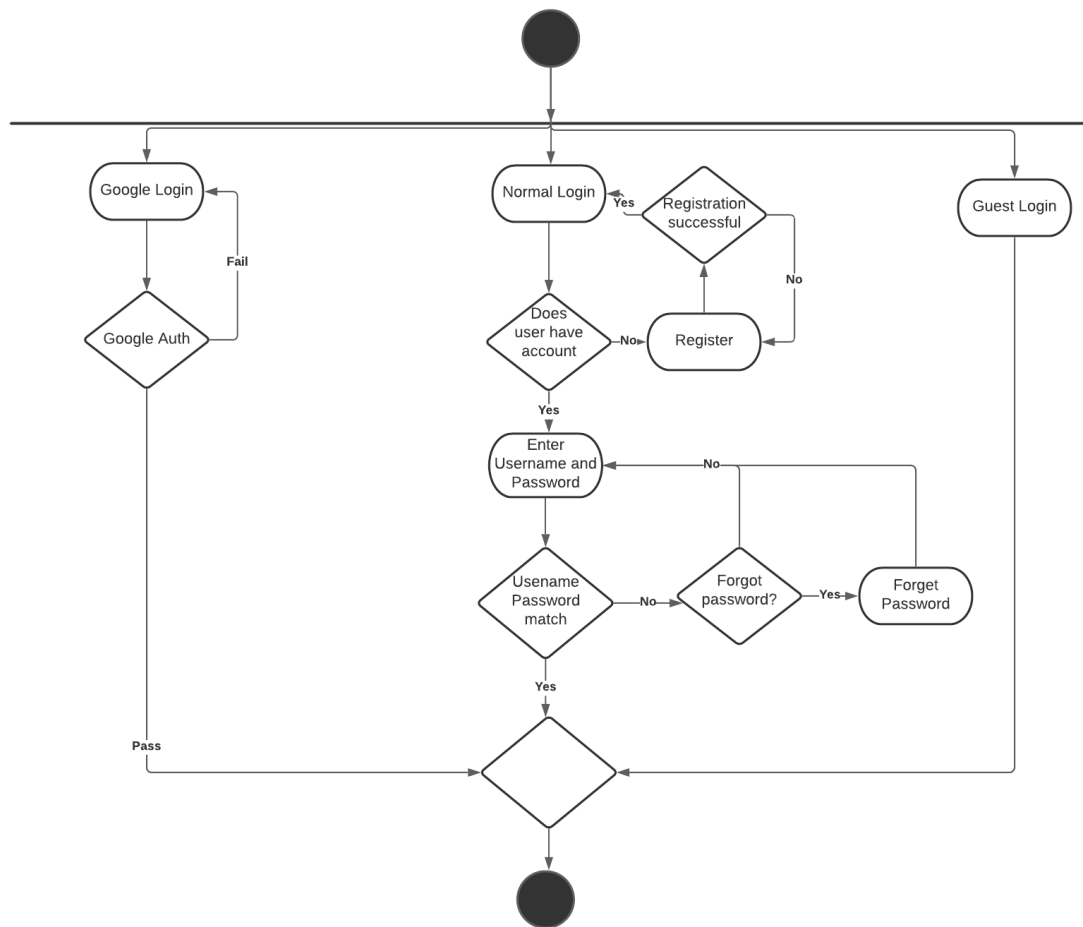 Google Login
Normal Login
Registration
successful
Yes
Guest Login
Fail
No
Google Auth
Does
user have
account
No
Register
Yes
Enter
Username and
Password
No
Usename
Password
match
No
Forgot
password?
Yes
Forget
Password
Yes
Pass